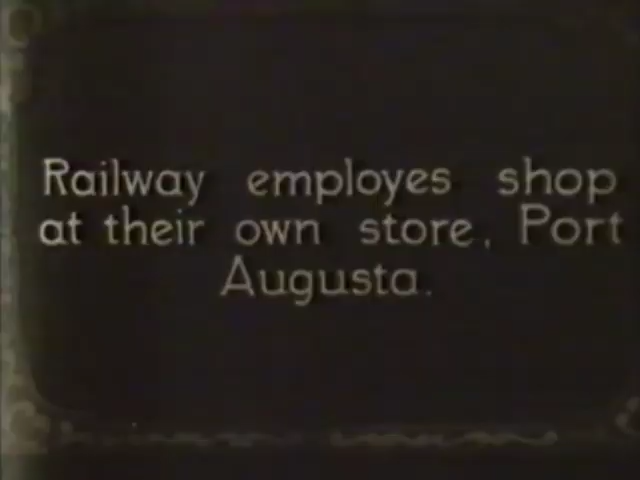 Railway employes shop
at their own store, Port
Augusta.